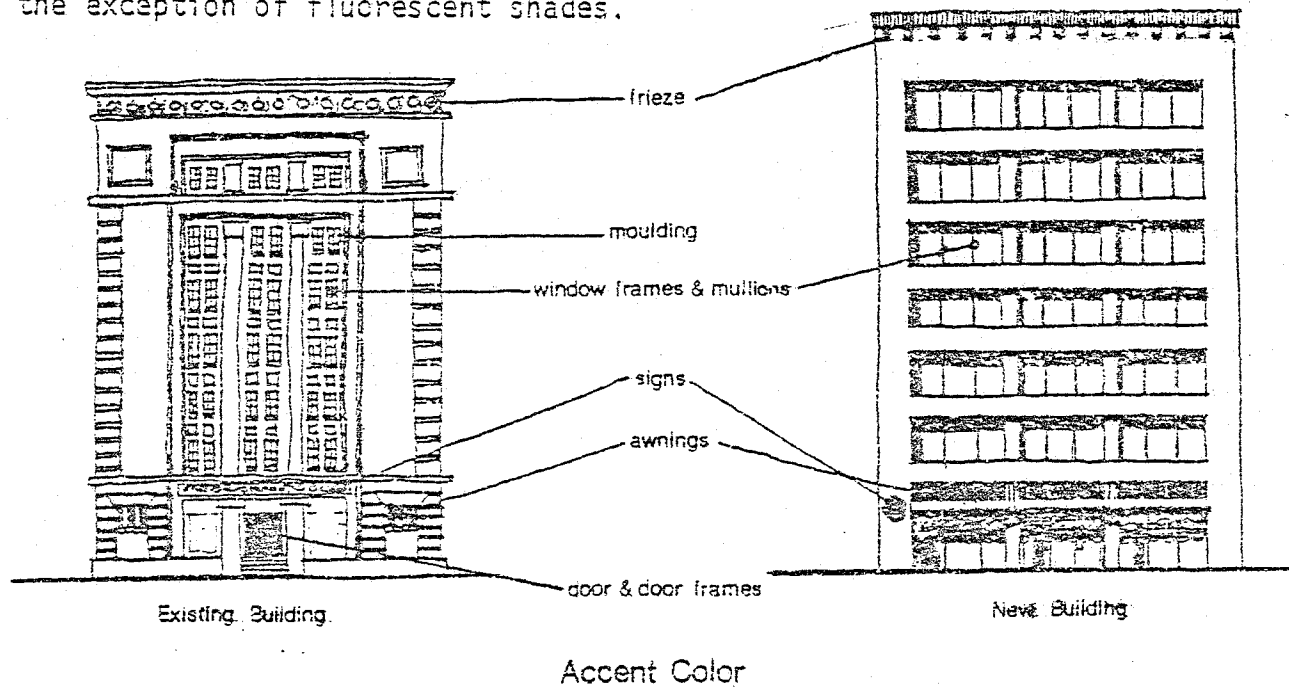 the exception of fluorescent shades.
frieze
moulding
window frames & mullions
signs
awnings
door & door frames
Existing Building
New Building
Accent Color